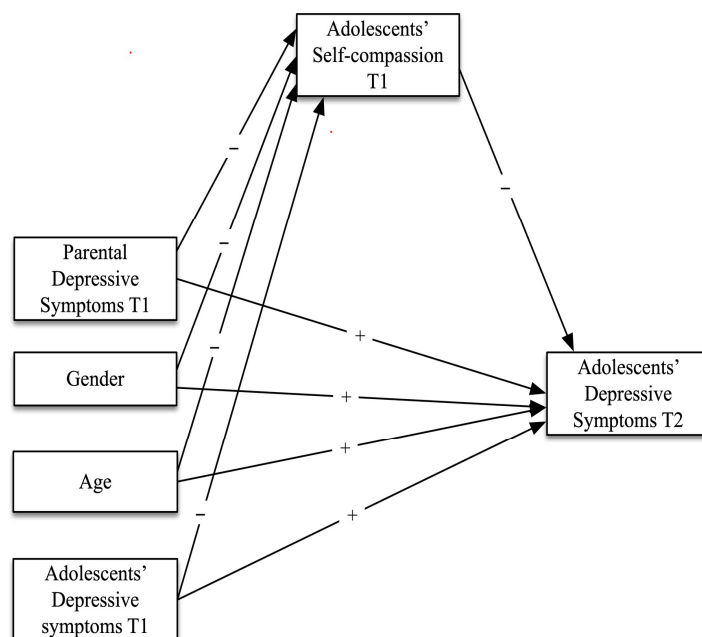 Adolescents’
Self-compassion
T1
–
–
Parental
Depressive
Symptoms T1
+
–
Gender
+
Adolescents’
Depressive
Symptoms T2
+
Age
–
+
Adolescents’
Depressive
symptoms T1
–